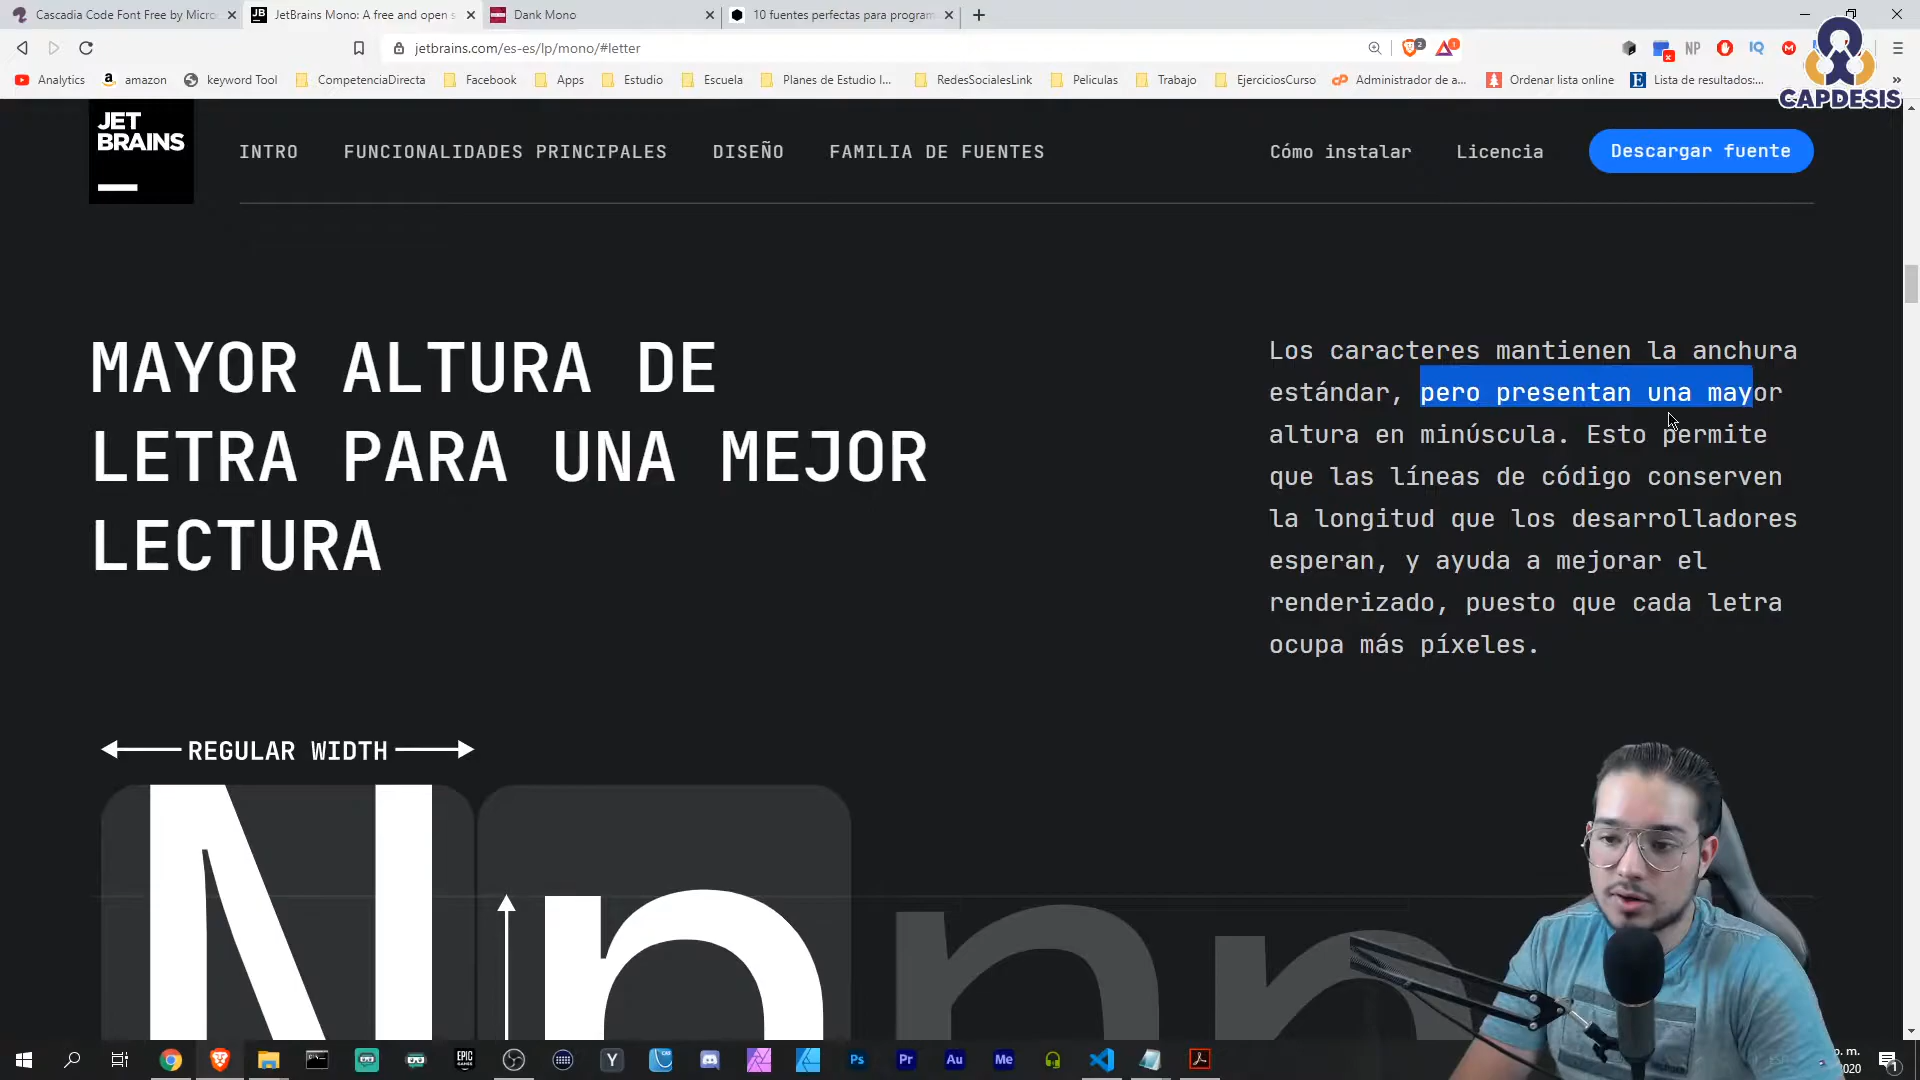 Cascadia Code Font Free by Micro
JetBrains Mono: A free and open s
Dank Mono
10 fuentes perfectas para program
jetbrains.com/es-es/lp/mono/#letter
Analytics
amazon
keyword Tool
CompetenciaDirecta
Facebook
Apps
Estudio
Escuela
Planes de Estudio I...
RedesSocialesLink
Peliculas
Trabajo
EjerciciosCurso
Administrador de a...
Ordenar lista online
Lista de resultados:...
CAPDESIS
JET
BRAINS
INTRO
FUNCIONALIDADES PRINCIPALES
DISEÑO
FAMILIA DE FUENTES
Cómo instalar
Licencia
Descargar fuente
MAYOR ALTURA DE
LETRA PARA UNA MEJOR
LECTURA
Los caracteres mantienen la anchura
estándar, pero presentan una mayor
altura en minúscula. Esto permite
que las líneas de código conserven
la longitud que los desarrolladores
esperan, y ayuda a mejorar el
renderizado, puesto que cada letra
ocupa más píxeles.
REGULAR WIDTH
N n n n